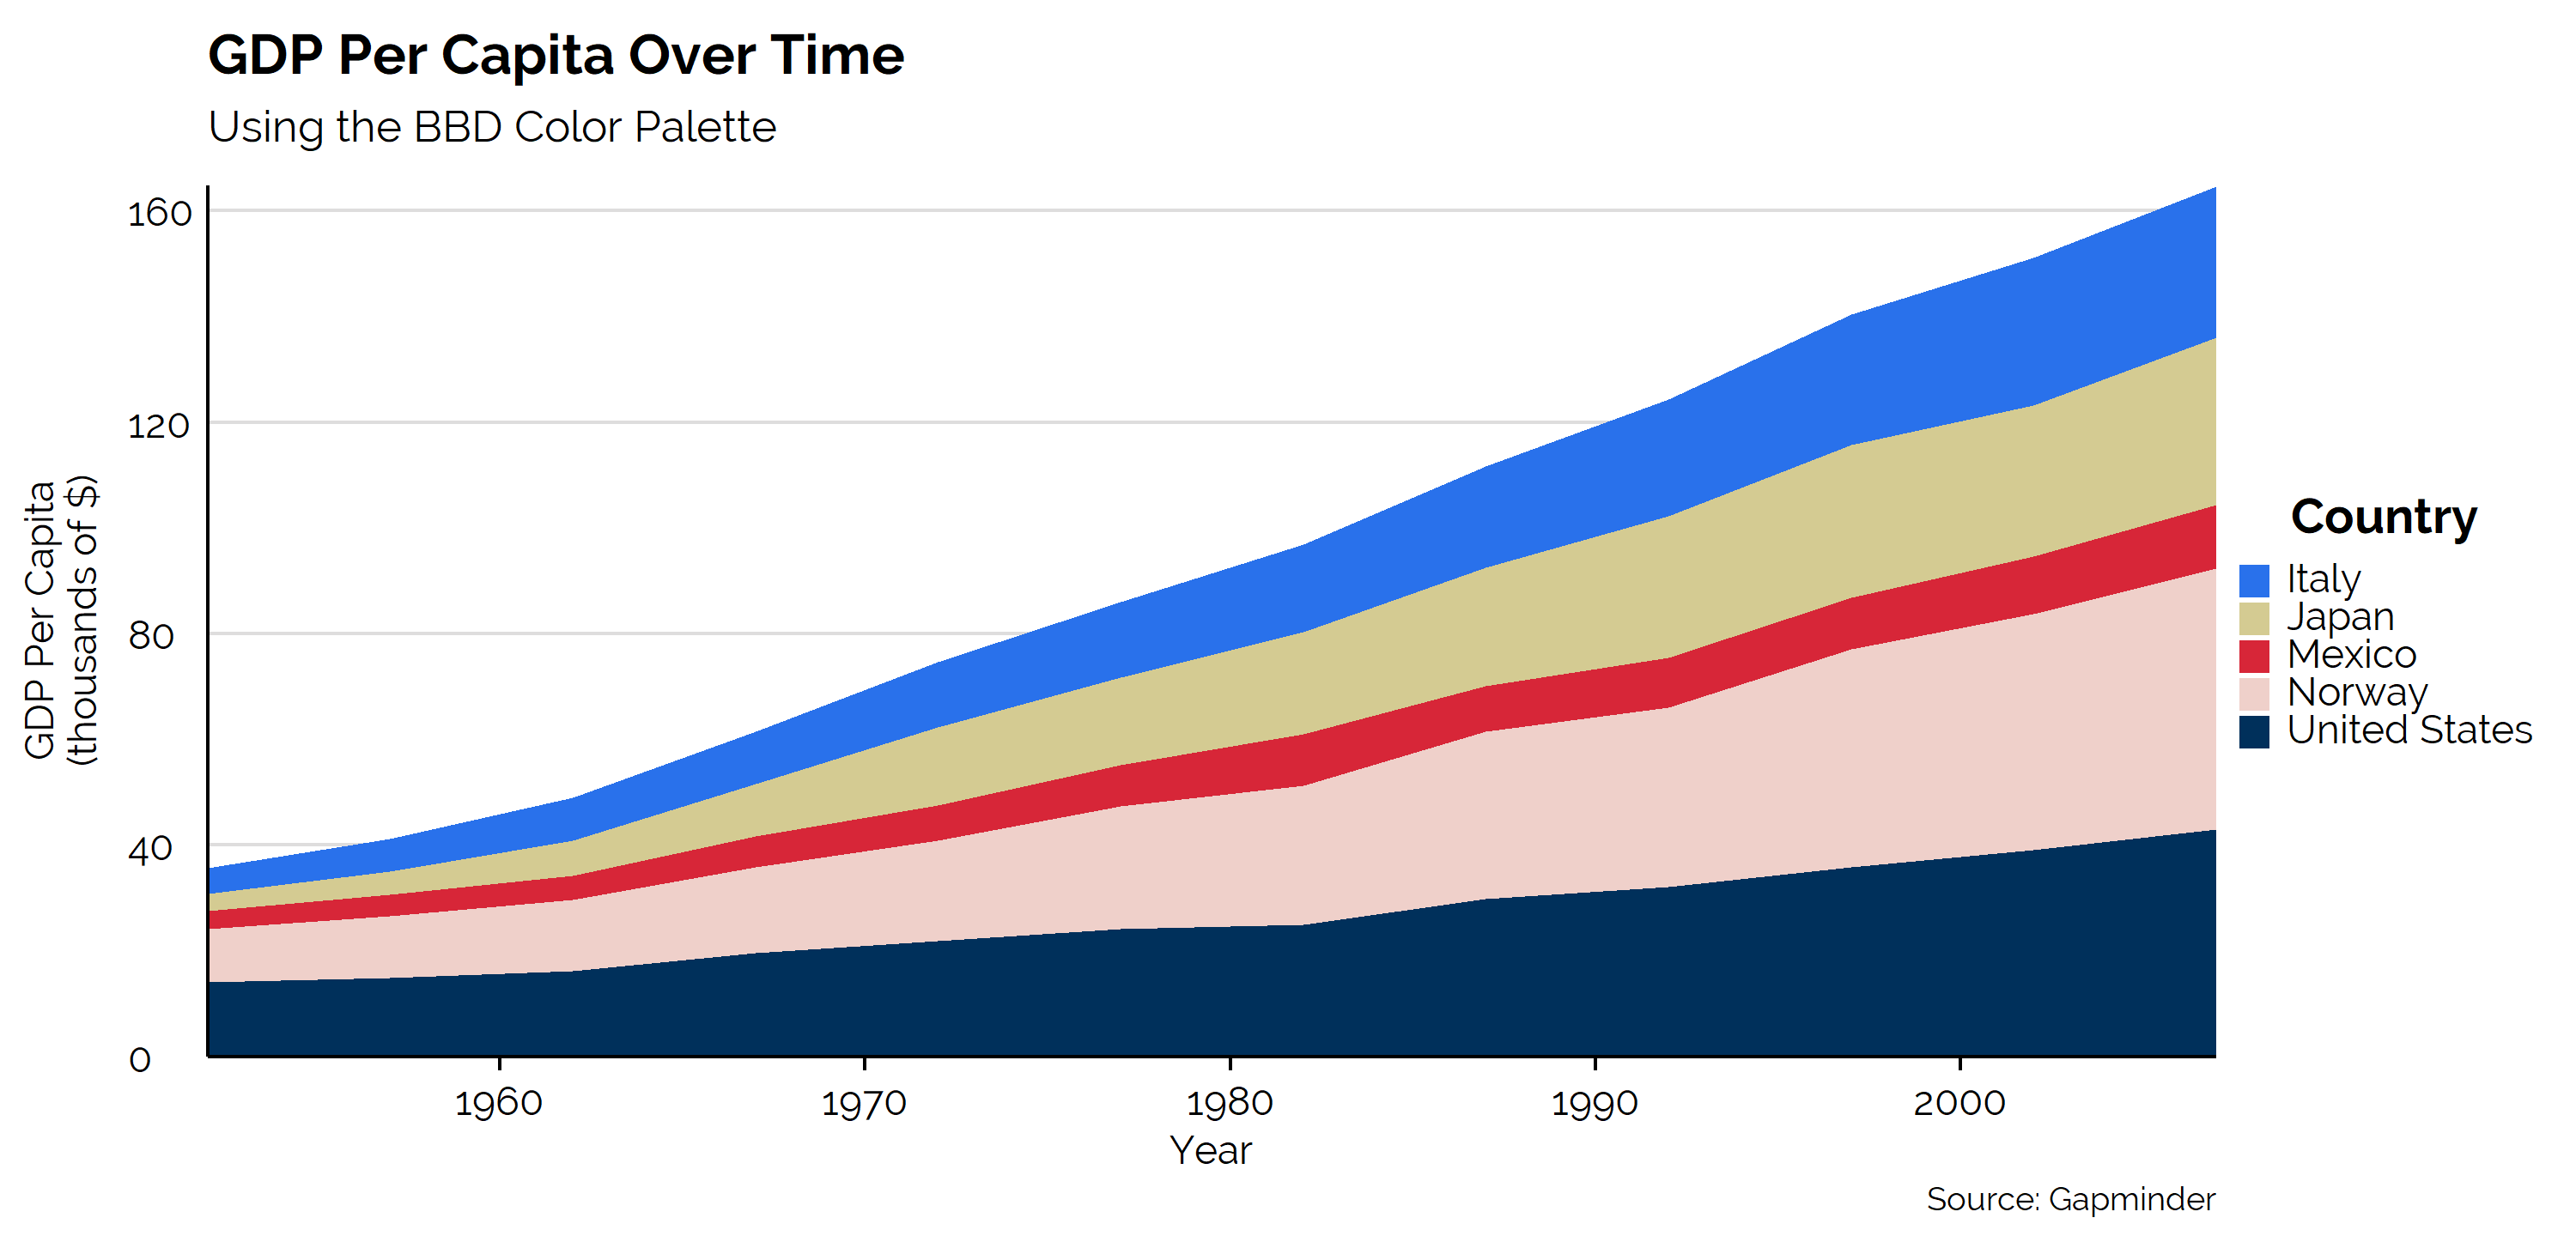 GDP Per Capita Over Time
Using the BBD Color Palette
160
120
80
40
0
GDP Per Capita
(thousands of $)
1960
1970
1980
1990
2000
Year
Country
Italy
Japan
Mexico
Norway
United States
Source: Gapminder